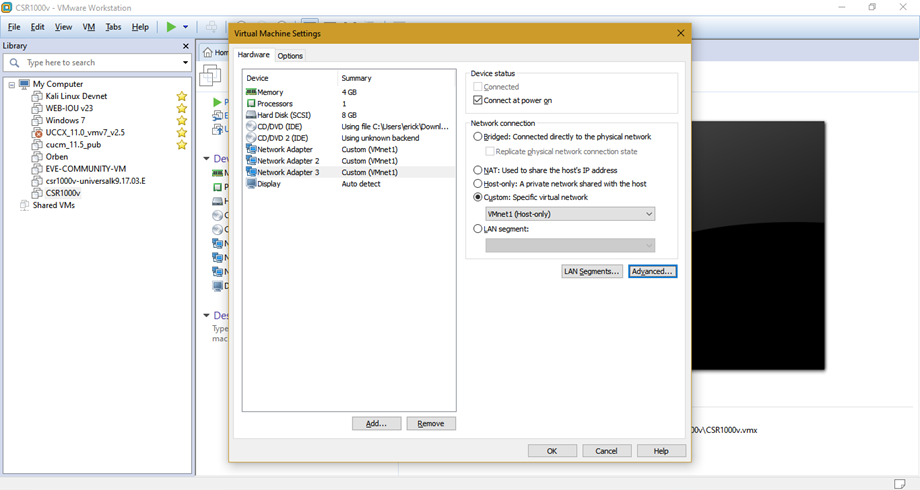 CSR1000v - VMware Workstation
File Edit View VM Tabs Help
Library
Type here to search
My Computer
Kali Linux Devnet
WEB-IOU v23
Windows 7
UCCX_11.0_vmv7_v2.5
cucm_11.5_pub
Orben
EVE-COMMUNITY-VM
csr1000v-universalk9.17.03.E
CSR1000v
Shared VMs
Virtual Machine Settings
Hardware Options
Device Summary
Memory 4 GB
Processors 1
Hard Disk (SCSI) 8 GB
CD/DVD (IDE) Using file C:\Users\erick\Downl...
CD/DVD 2 (IDE) Using unknown backend
Network Adapter Custom (VMnet1)
Network Adapter 2 Custom (VMnet1)
Network Adapter 3 Custom (VMnet1)
Display Auto detect
Add... Remove
Device status
Connected
Connect at power on
Network connection
Bridged: Connected directly to the physical network
Replicate physical network connection state
NAT: Used to share the host's IP address
Host-only: A private network shared with the host
Custom: Specific virtual network
VMnet1 (Host-only)
LAN segment:
LAN Segments... Advanced...
OK Cancel Help
Type
\CSR1000v.vmx